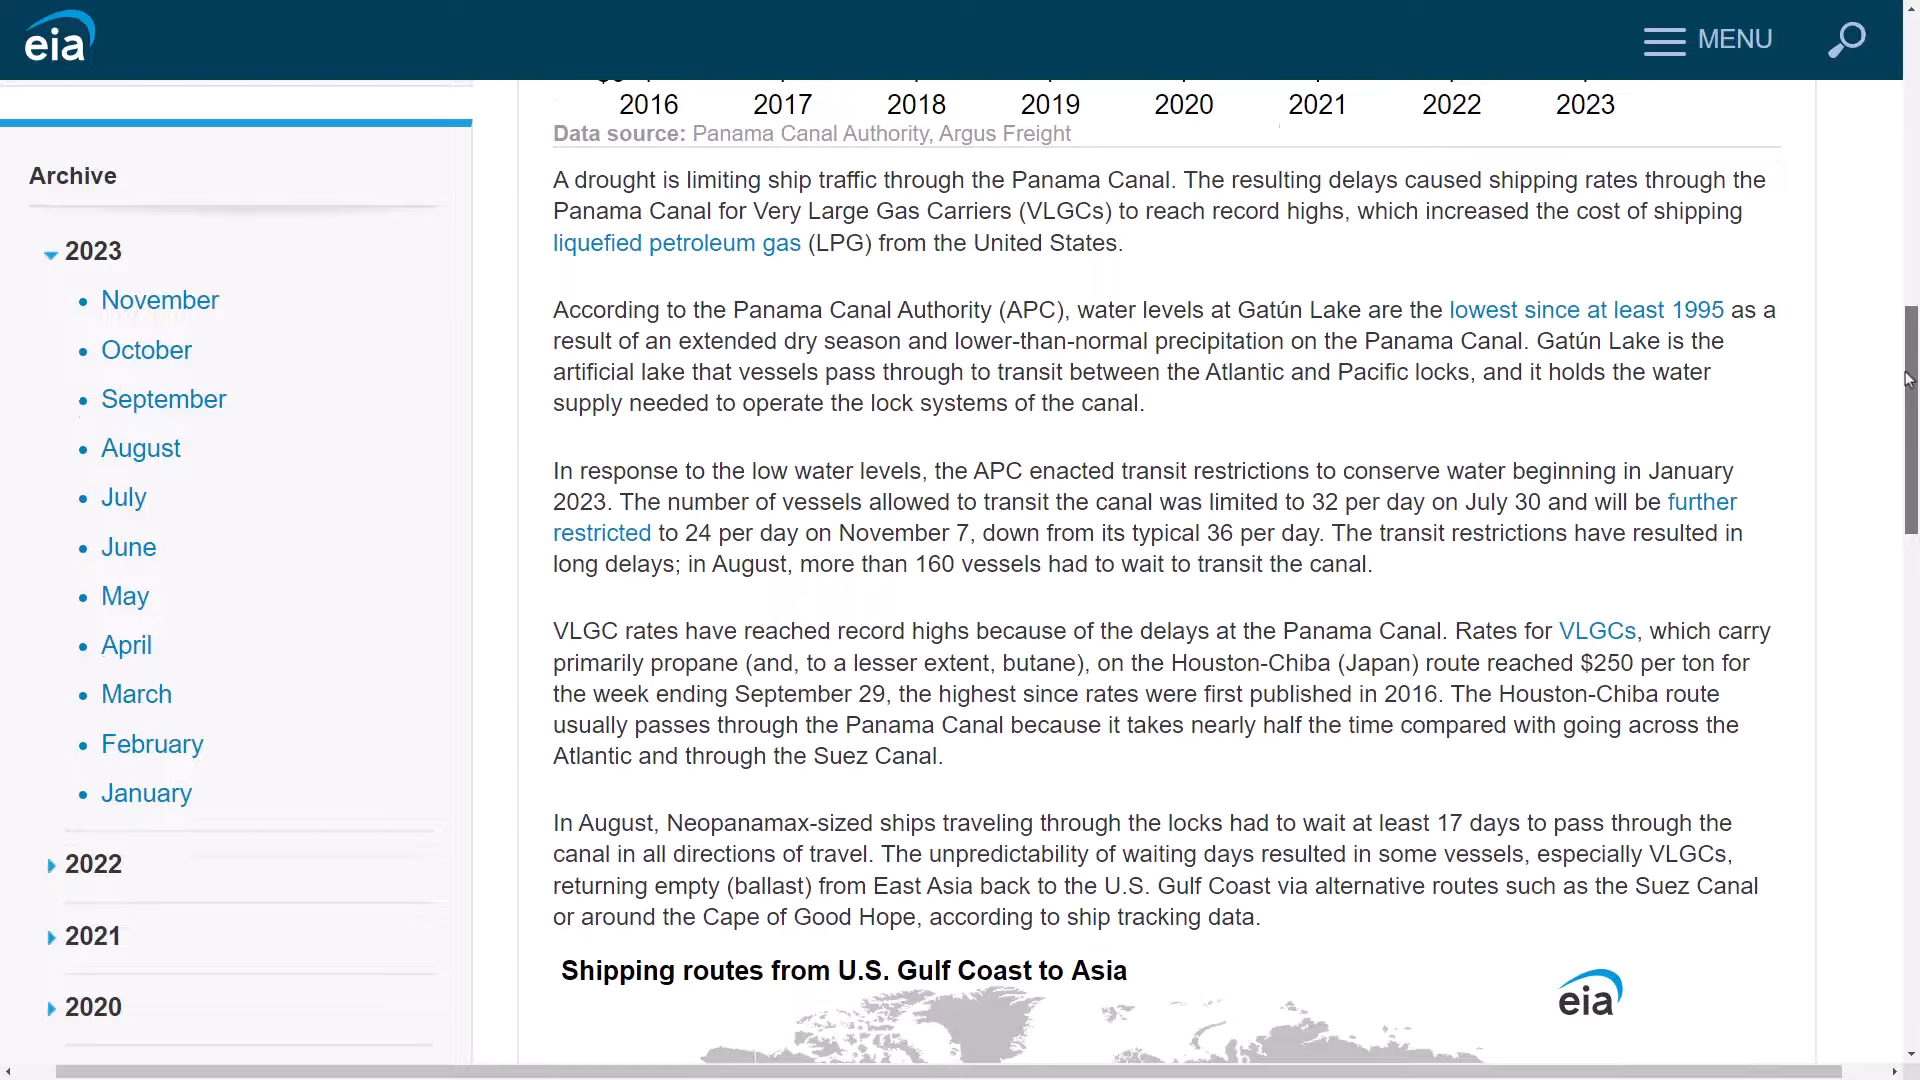 eia
MENU
2016 2017 2018 2019 2020 2021 2022 2023
Data source: Panama Canal Authority, Argus Freight
Archive
2023
November
October
September
August
July
June
May
April
March
February
January
2022
2021
2020
A drought is limiting ship traffic through the Panama Canal. The resulting delays caused shipping rates through the
Panama Canal for Very Large Gas Carriers (VLGCs) to reach record highs, which increased the cost of shipping
liquefied petroleum gas (LPG) from the United States.
According to the Panama Canal Authority (APC), water levels at Gatún Lake are the lowest since at least 1995 as a
result of an extended dry season and lower-than-normal precipitation on the Panama Canal. Gatún Lake is the
artificial lake that vessels pass through to transit between the Atlantic and Pacific locks, and it holds the water
supply needed to operate the lock systems of the canal.
In response to the low water levels, the APC enacted transit restrictions to conserve water beginning in January
2023. The number of vessels allowed to transit the canal was limited to 32 per day on July 30 and will be further
restricted to 24 per day on November 7, down from its typical 36 per day. The transit restrictions have resulted in
long delays; in August, more than 160 vessels had to wait to transit the canal.
VLGC rates have reached record highs because of the delays at the Panama Canal. Rates for VLGCs, which carry
primarily propane (and, to a lesser extent, butane), on the Houston-Chiba (Japan) route reached $250 per ton for
the week ending September 29, the highest since rates were first published in 2016. The Houston-Chiba route
usually passes through the Panama Canal because it takes nearly half the time compared with going across the
Atlantic and through the Suez Canal.
In August, Neopanamax-sized ships traveling through the locks had to wait at least 17 days to pass through the
canal in all directions of travel. The unpredictability of waiting days resulted in some vessels, especially VLGCs,
returning empty (ballast) from East Asia back to the U.S. Gulf Coast via alternative routes such as the Suez Canal
or around the Cape of Good Hope, according to ship tracking data.
Shipping routes from U.S. Gulf Coast to Asia
eia